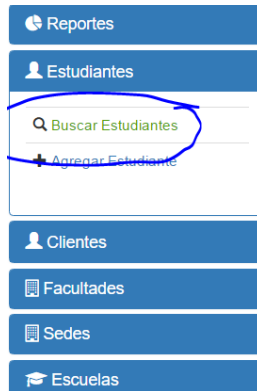 Reportes
Estudiantes
Buscar Estudiantes
Agregar Estudiante
Clientes
Facultades
Sedes
Escuelas